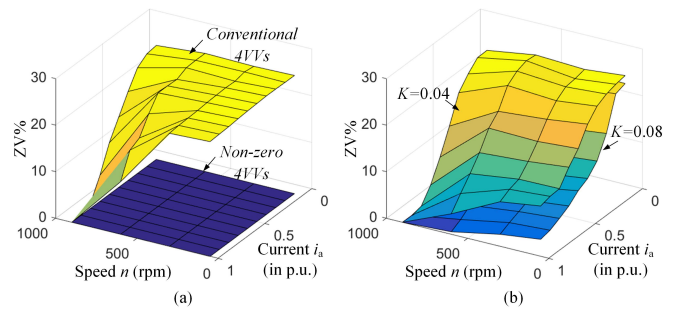 Conventional
4VVs
30
20
10
0
ZV%
Non-zero
4VVs
1000
500
0
Speed n (rpm)
0
0.5
1
Current ia
(in p.u.)
(a)
30
20
10
0
ZV%
K=0.04
K=0.08
1000
500
0
Speed n (rpm)
0
0.5
1
Current ia
(in p.u.)
(b)